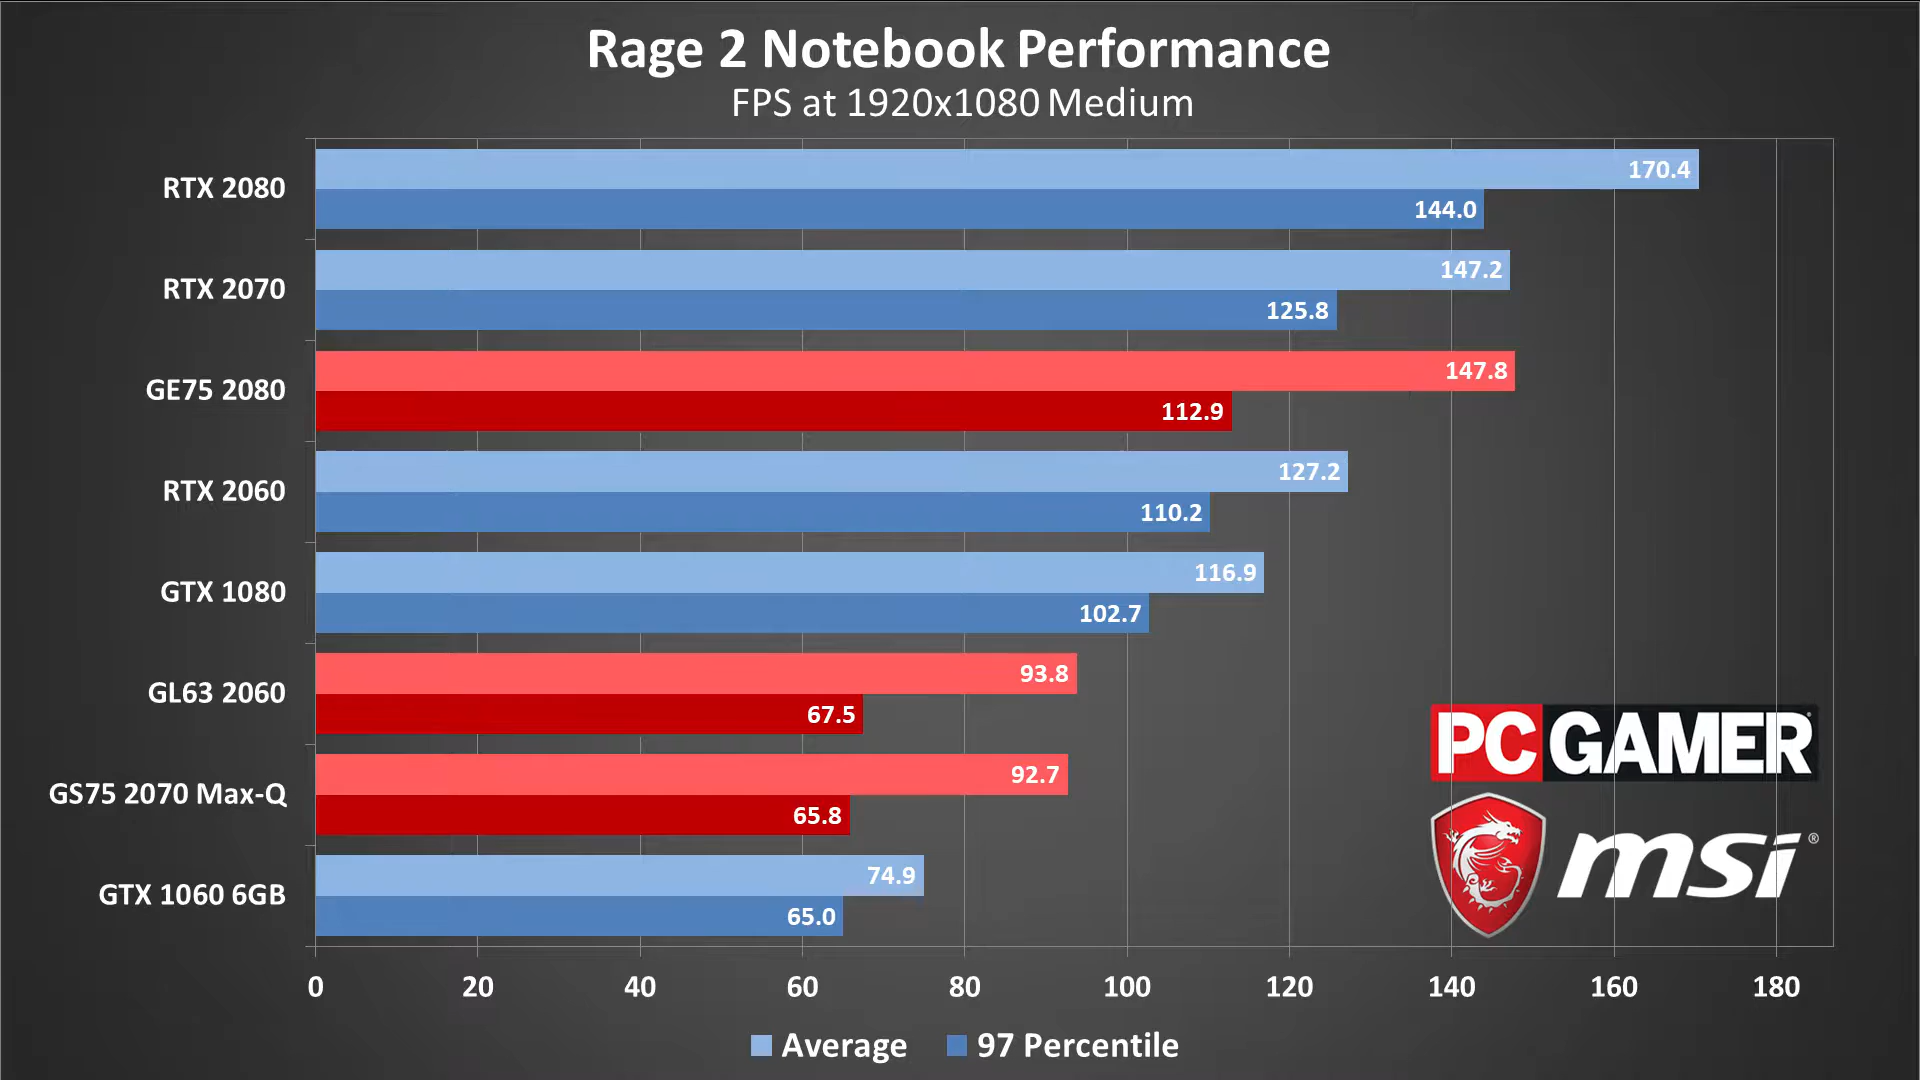 Rage 2 Notebook Performance
FPS at 1920x1080 Medium
RTX 2080
170.4
144.0
RTX 2070
147.2
125.8
GE75 2080
147.8
112.9
RTX 2060
127.2
110.2
GTX 1080
116.9
102.7
GL63 2060
93.8
67.5
GS75 2070 Max-Q
92.7
65.8
GTX 1060 6GB
74.9
65.0
PC GAMER
msi®
0 20 40 60 80 100 120 140 160 180
Average 97 Percentile